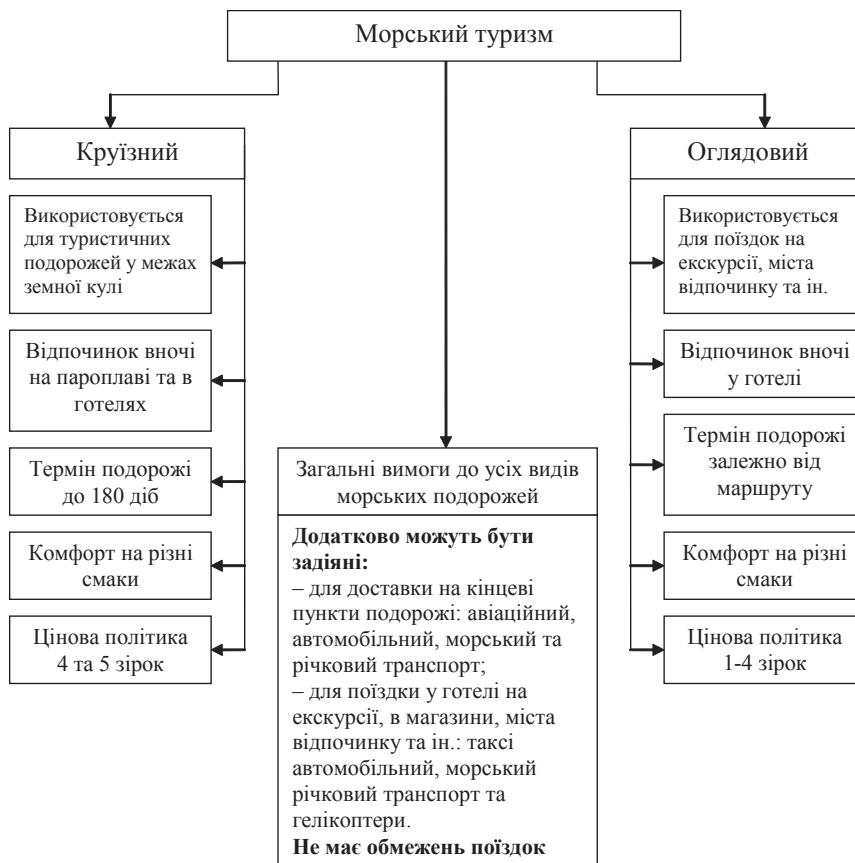 Морський туризм
Круїзний
Використовується
для туристичних
подорожей у межах
земної кулі
Відпочинок вночі
на пароплаві та в
готелях
Термін подорожі
до 180 діб
Комфорт на різні
смаки
Цінова політика
4 та 5 зірок
Загальні вимоги до усіх видів
морських подорожей
Додатково можуть бути
задіяні:
– для доставки на кінцеві
пункти подорожі: авіаційний,
автомобільний, морський та
річковий транспорт;
– для поїздки у готелі на
екскурсії, в магазини, міста
відпочинку та ін.: таксі
автомобільний, морський
річковий транспорт та
гелікоптери.
Не має обмежень поїздок
Оглядовий
Використовується
для поїздок на
екскурсії, міста
відпочинку та ін.
Відпочинок вночі
у готелі
Термін подорожі
залежно від
маршруту
Комфорт на різні
смаки
Цінова політика
1-4 зірок